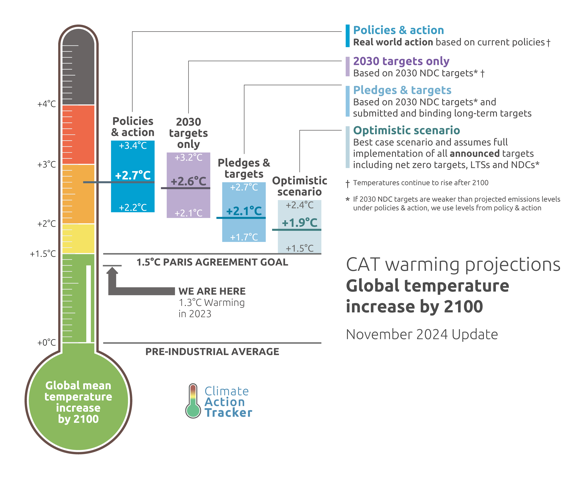 Policies & action
Real world action based on current policies †
2030 targets only
Based on 2030 NDC targets* †
Pledges & targets
Based on 2030 NDC targets* and
submitted and binding long-term targets
Optimistic scenario
Best case scenario and assumes full
implementation of all announced targets
including net zero targets, LTSs and NDCs*
† Temperatures continue to rise after 2100
* If 2030 NDC targets are weaker than projected emissions levels
under policies & action, we use levels from policy & action
+4°C
+3°C
+2°C
+1.5°C
+0°C
Policies
& action
+3.4°C
+2.7°C
+2.2°C
2030
targets
only
+3.2°C
+2.6°C
+2.1°C
Pledges &
targets
+2.7°C
+2.1°C
+1.7°C
Optimistic
scenario
+2.4°C
+1.9°C
+1.5°C
1.5°C PARIS AGREEMENT GOAL
WE ARE HERE
1.3°C Warming
in 2023
PRE-INDUSTRIAL AVERAGE
CAT warming projections
Global temperature
increase by 2100
November 2024 Update
Global mean
temperature
increase
by 2100
Climate
Action
Tracker